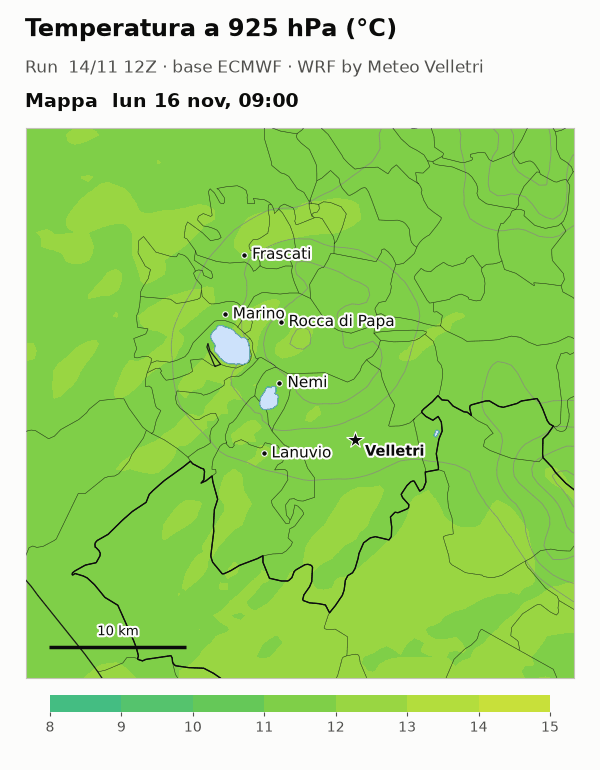 Temperatura a 925 hPa (°C)
Run  14/11 12Z · base ECMWF · WRF by Meteo Velletri
Mappa  lun 16 nov, 09:00
Frascati
Marino
Rocca di Papa
Nemi
Velletri
Lanuvio
10 km
8 9 10 11 12 13 14 15